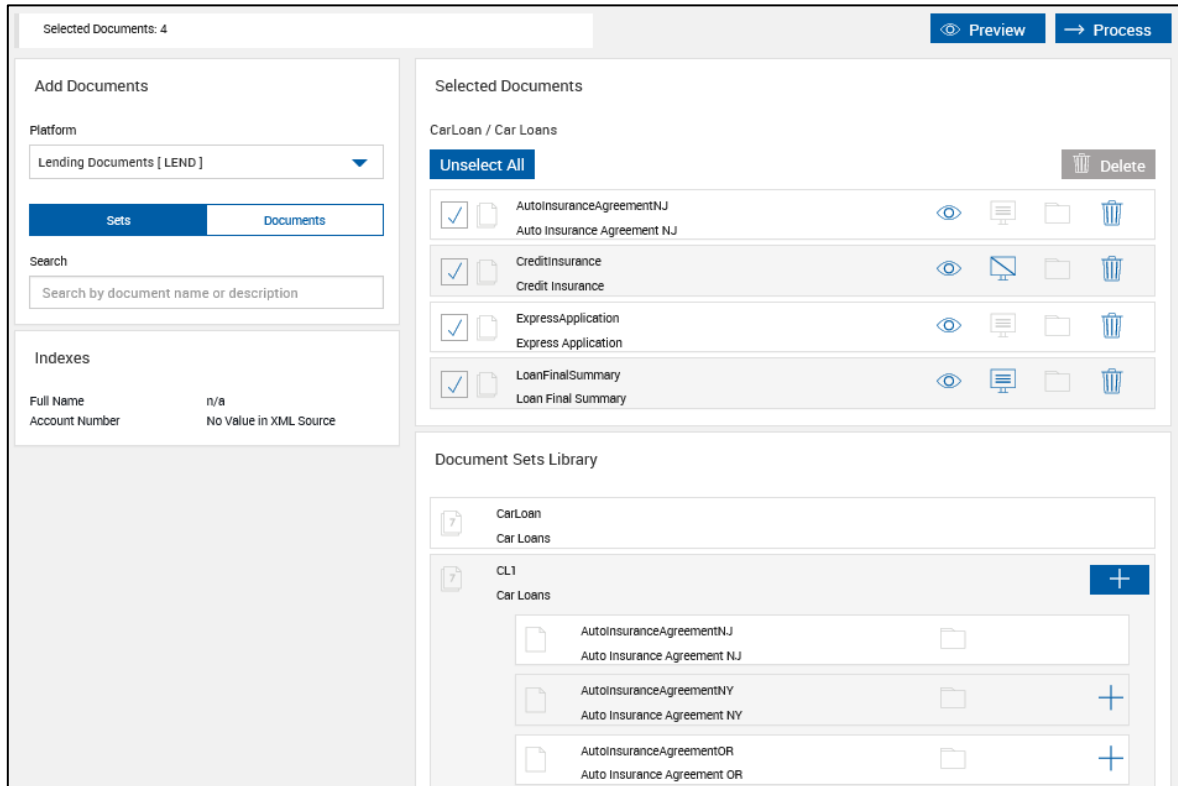 Selected Documents: 4
Preview
Process
Add Documents
Platform
Lending Documents [ LEND ]
Sets
Documents
Search
Search by document name or description
Indexes
Full Name n/a
Account Number No Value in XML Source
Selected Documents
CarLoan / Car Loans
Unselect All
Delete
AutoInsuranceAgreementNJ
Auto Insurance Agreement NJ
CreditInsurance
Credit Insurance
ExpressApplication
Express Application
LoanFinalSummary
Loan Final Summary
Document Sets Library
7
CarLoan
Car Loans
7
CL1
Car Loans
AutoInsuranceAgreementNJ
Auto Insurance Agreement NJ
AutoInsuranceAgreementNY
Auto Insurance Agreement NY
AutoInsuranceAgreementOR
Auto Insurance Agreement OR